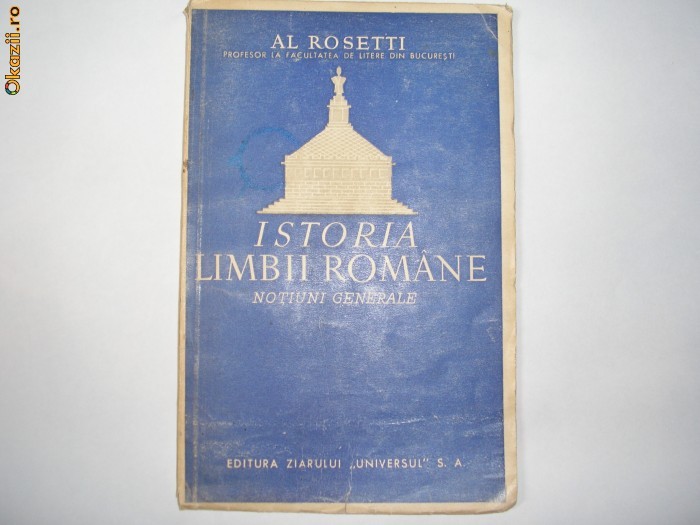 Okazii.ro
AL ROSETTI
PROFESOR LA FACULTATEA DE LITERE DIN BUCUREȘTI
ISTORIA
LIMBII ROMÂNE
NOȚIUNI GENERALE
EDITURA ZIARULUI „UNIVERSUL" S. A.